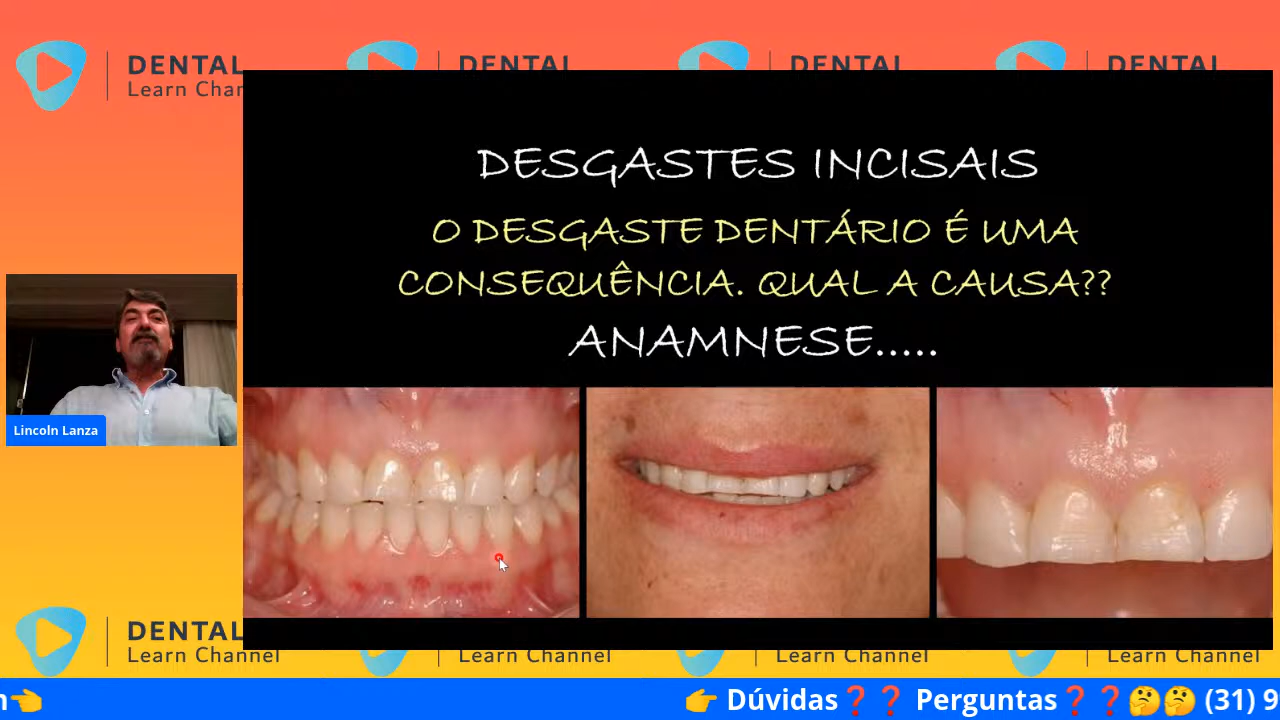 DENTAL
Learn Chan
DENTAL
DENTAL
DENTAL
DESGASTES INCISAIS
O DESGASTE DENTÁRIO É UMA
CONSEQUÊNCIA. QUAL A CAUSA??
ANAMNESE.....
Lincoln Lanza
DENTAL
Learn Channel
Learn Channel
Learn Channel
Learn Channel
n👈
👉 Dúvidas❓❓ Perguntas❓❓🤔🤔 (31) 9